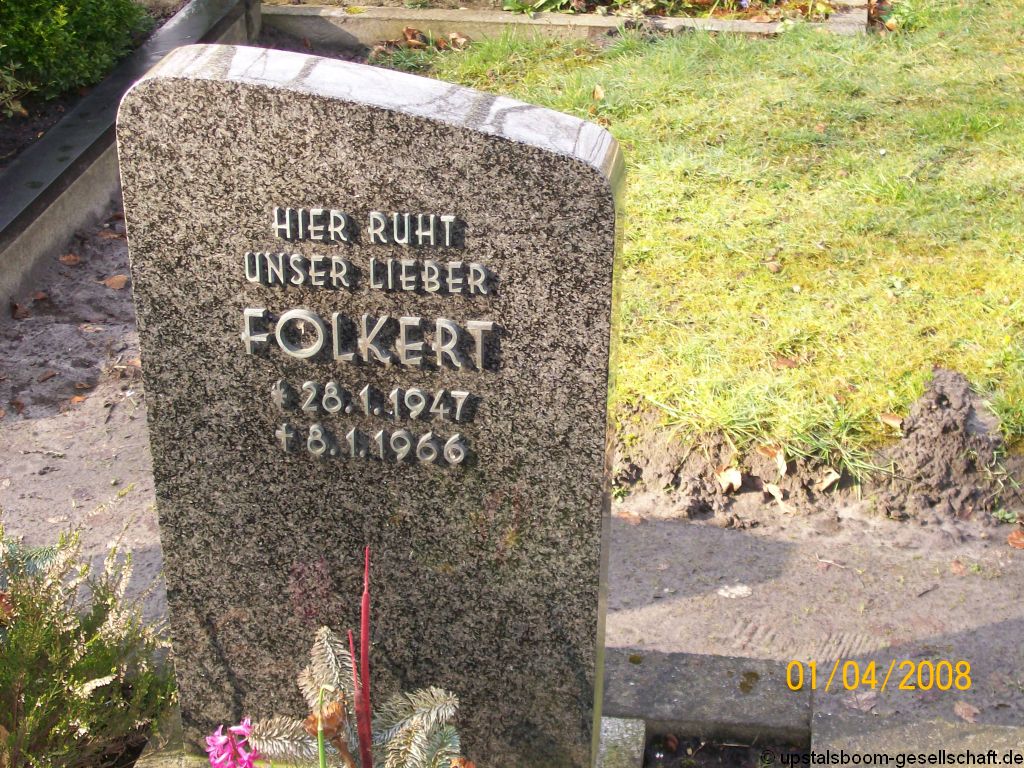 HIER RUHT
UNSER LIEBER
FOLKERT
* 28.1.1947
† 8.1.1966
01/04/2008
© upstalsboom-gesellschaft.de